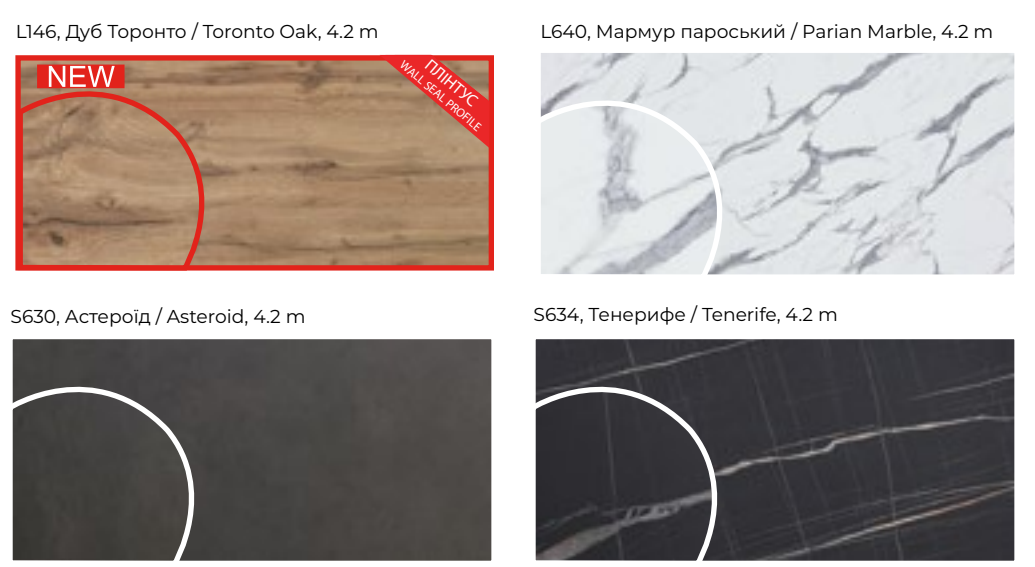 L146, Дуб Торонто / Toronto Oak, 4.2 m
L640, Мармур пароський / Parian Marble, 4.2 m
NEW
ПЛІНТУС
WALL SEAL PROFILE
S630, Астероїд / Asteroid, 4.2 m
S634, Тенерифе / Tenerife, 4.2 m